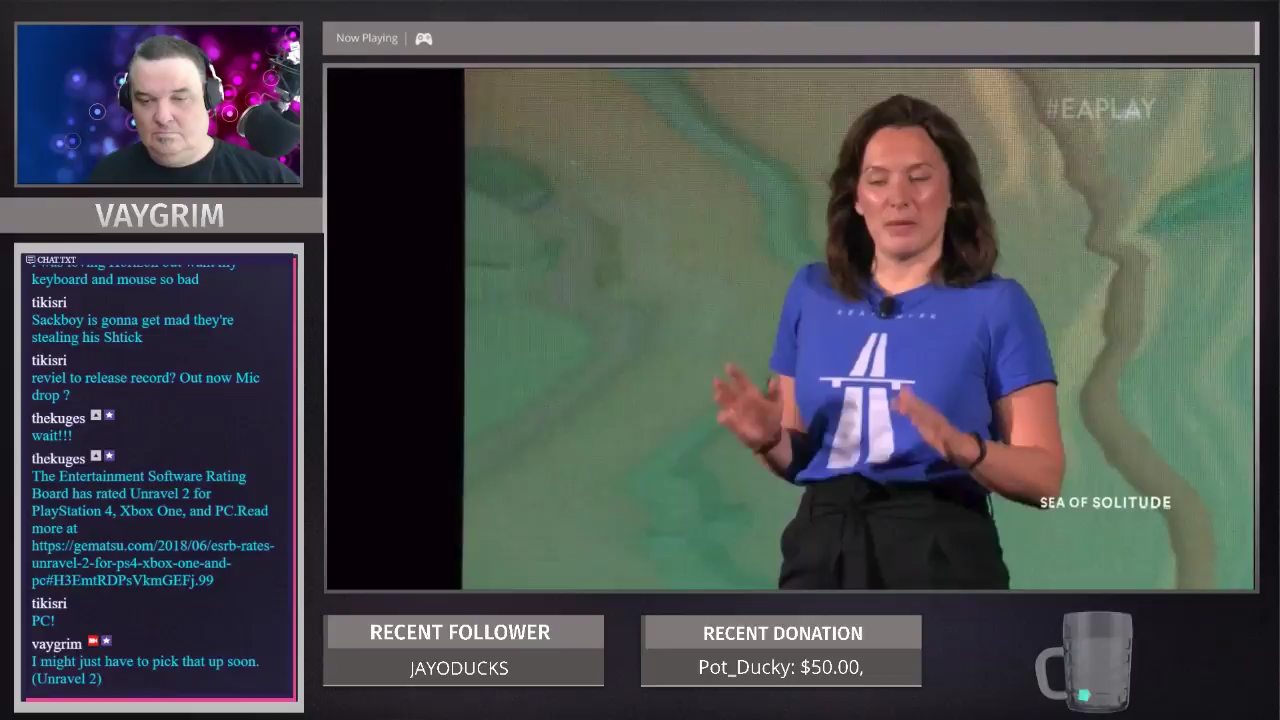 Now Playing
VAYGRIM
CHAT.TXT
keyboard and mouse so bad
tikisri
Sackboy is gonna get mad they're
stealing his Shtick
tikisri
reviel to release record? Out now Mic
drop ?
thekuges
wait!!!
thekuges
The Entertainment Software Rating
Board has rated Unravel 2 for
PlayStation 4, Xbox One, and PC.Read
more at
https://gematsu.com/2018/06/esrb-rates-
unravel-2-for-ps4-xbox-one-and-
pc#H3EmtRDPsVkmGEFj.99
tikisri
PC!
vaygrim
I might just have to pick that up soon.
(Unravel 2)
#EAPLAY
SEA OF SOLITUDE
RECENT FOLLOWER
JAYODUCKS
RECENT DONATION
Pot_Ducky: $50.00,